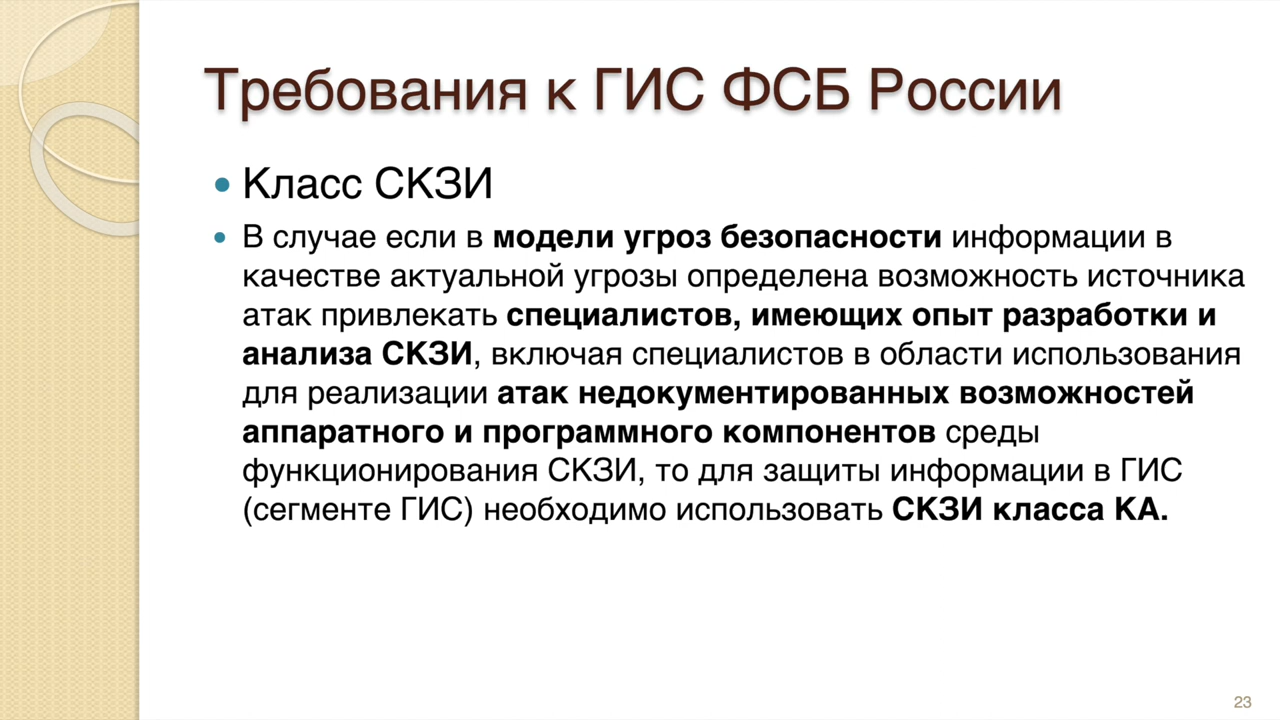 Требования к ГИС ФСБ России
• Класс СКЗИ
• В случае если в модели угроз безопасности информации в
качестве актуальной угрозы определена возможность источника
атак привлекать специалистов, имеющих опыт разработки и
анализа СКЗИ, включая специалистов в области использования
для реализации атак недокументированных возможностей
аппаратного и программного компонентов среды
функционирования СКЗИ, то для защиты информации в ГИС
(сегменте ГИС) необходимо использовать СКЗИ класса КА.
23